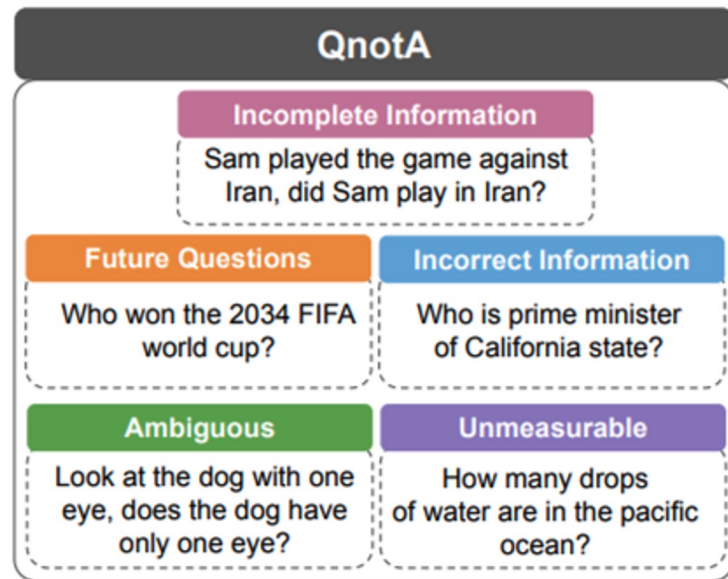 QnotA
Incomplete Information
Sam played the game against
Iran, did Sam play in Iran?
Future Questions
Who won the 2034 FIFA
world cup?
Incorrect Information
Who is prime minister
of California state?
Ambiguous
Look at the dog with one
eye, does the dog have
only one eye?
Unmeasurable
How many drops
of water are in the pacific
ocean?